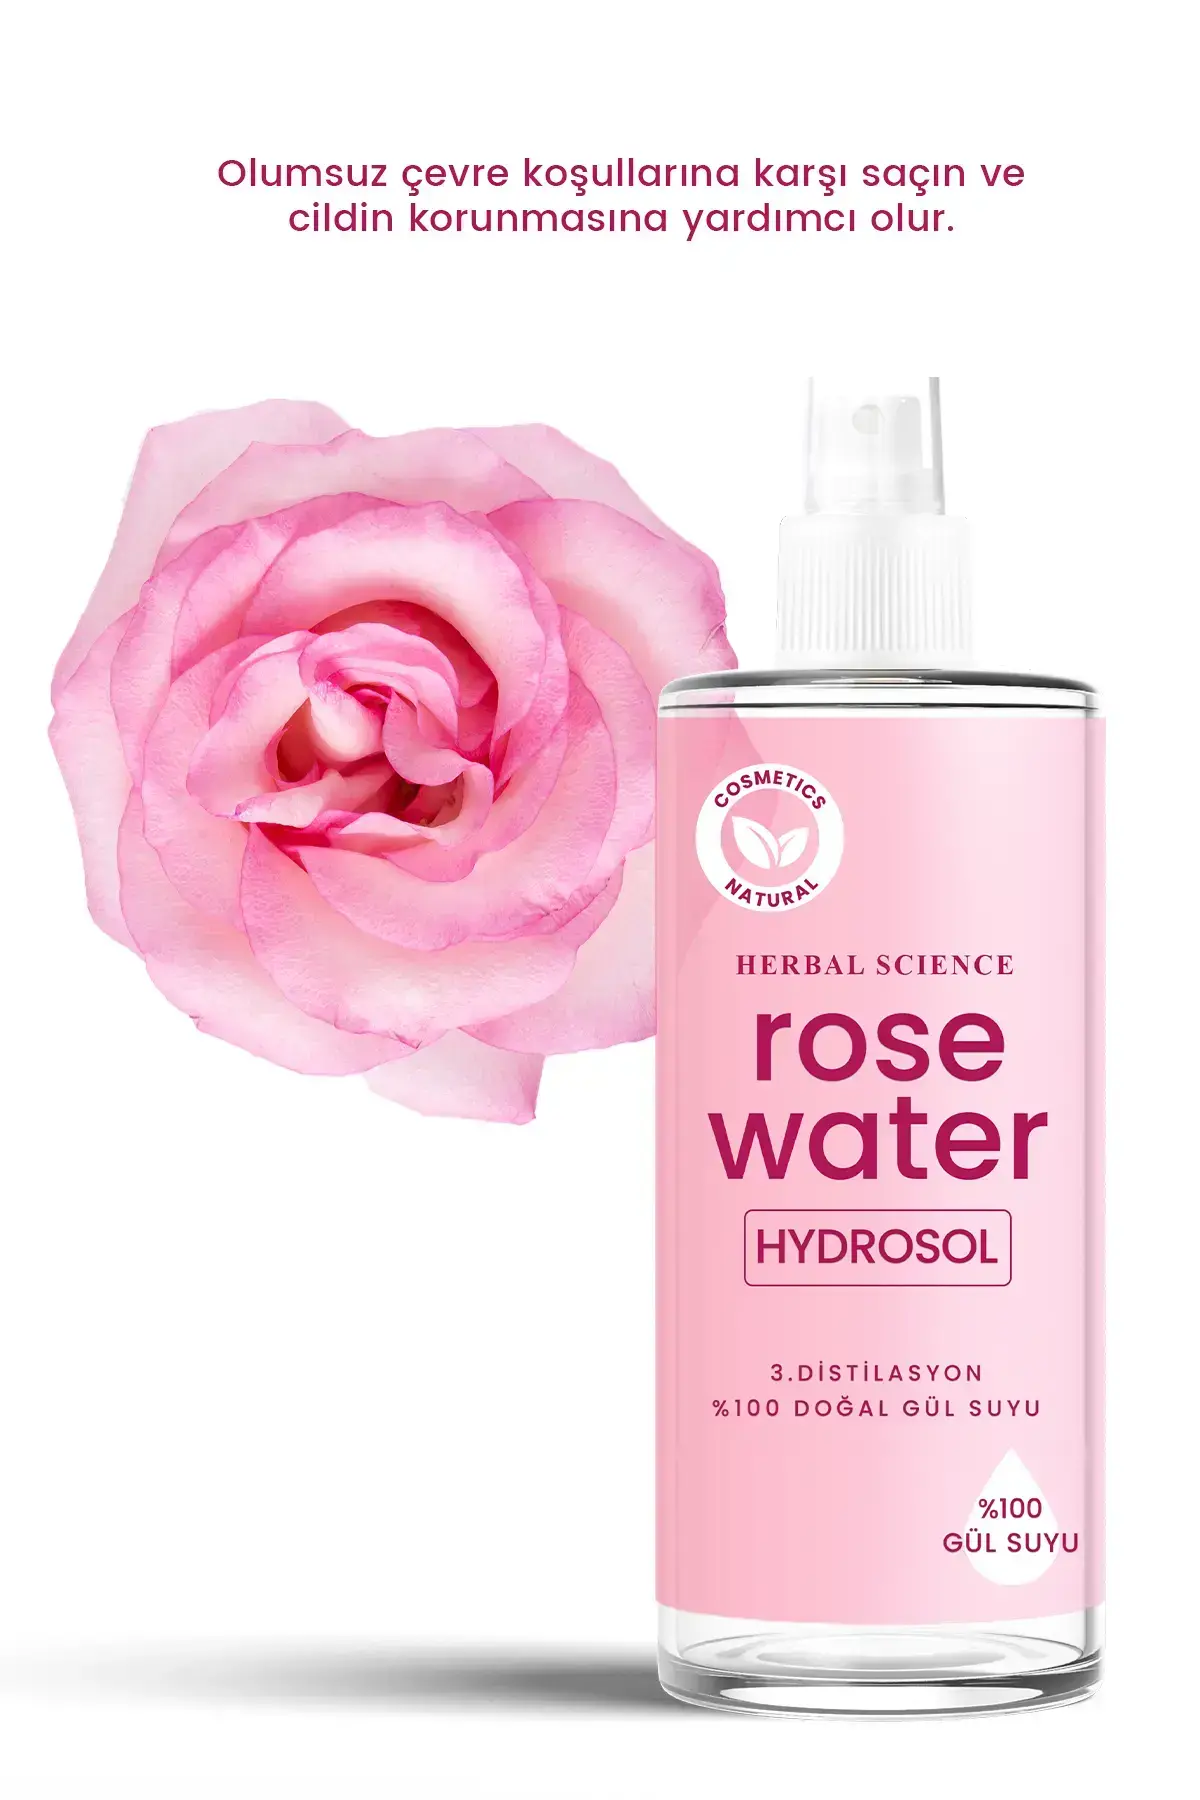 Olumsuz çevre koşullarına karşı saçın ve
cildin korunmasına yardımcı olur.
COSMETICS
NATURAL
HERBAL SCIENCE
rose
water
HYDROSOL
3.DİSTİLASYON
%100 DOĞAL GÜL SUYU
%100
GÜL SUYU